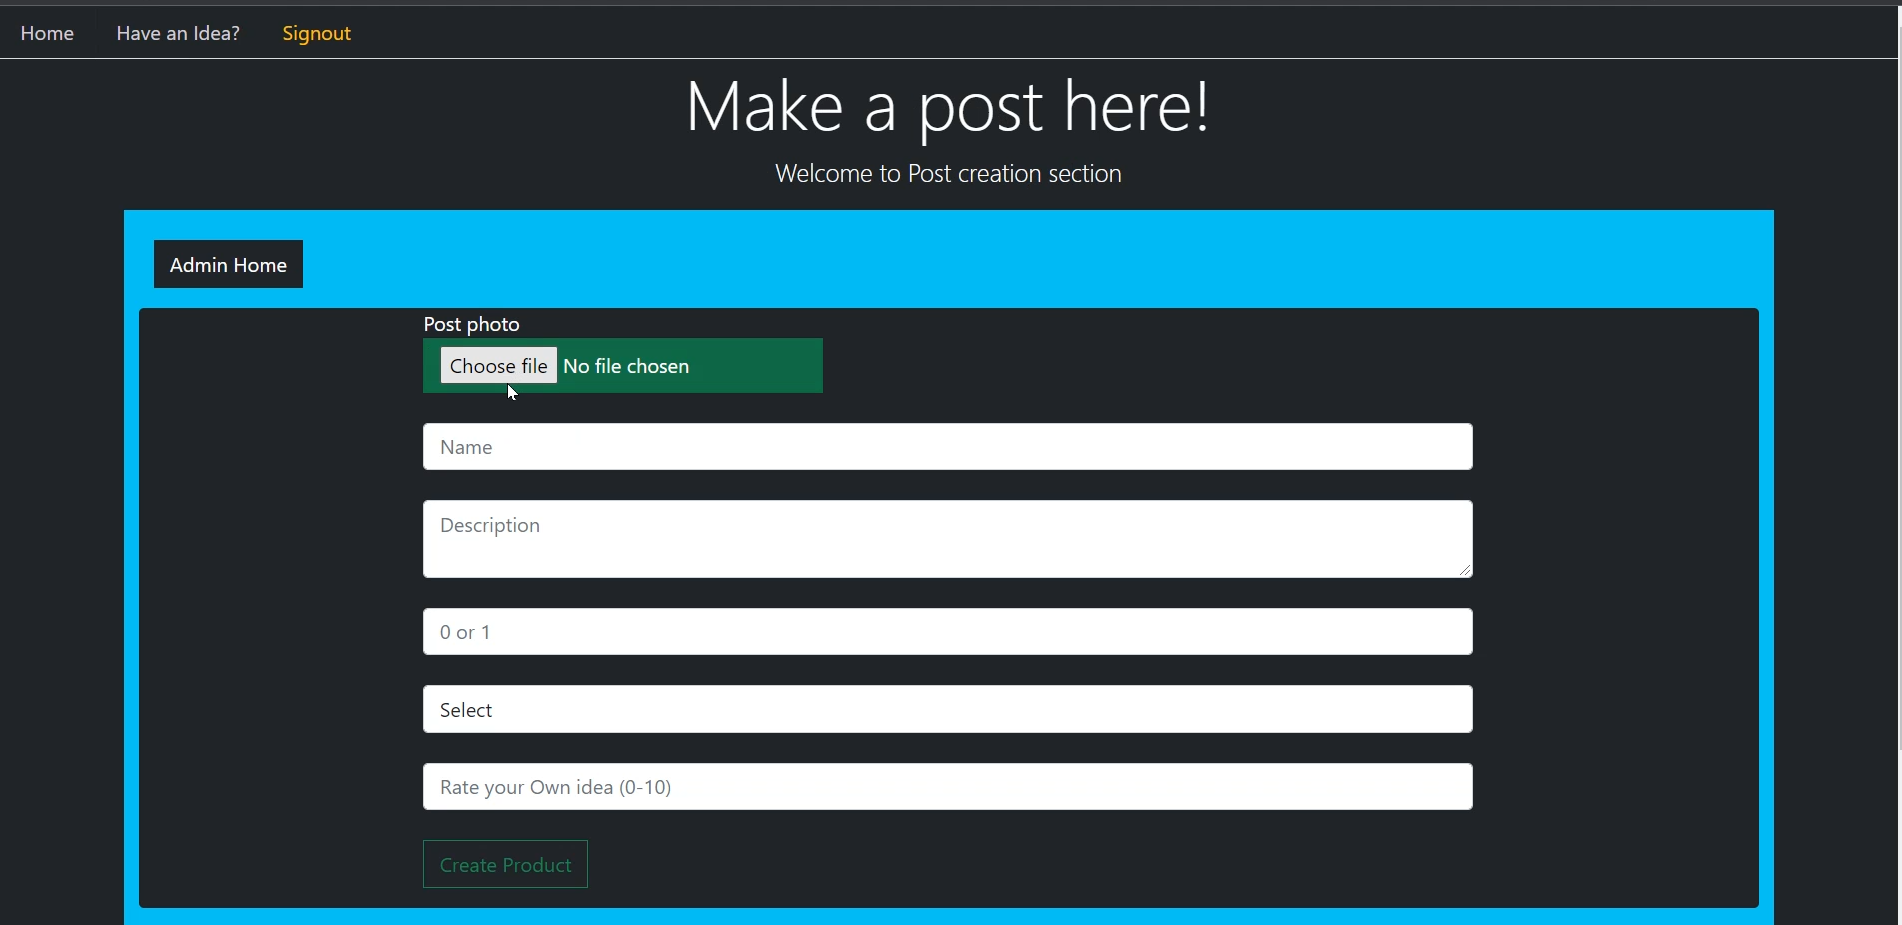 Home Have an Idea? Signout
Make a post here!
Welcome to Post creation section
Admin Home
Post photo
Choose file No file chosen
Name
Description
0 or 1
Select
Rate your Own idea (0-10)
Create Product